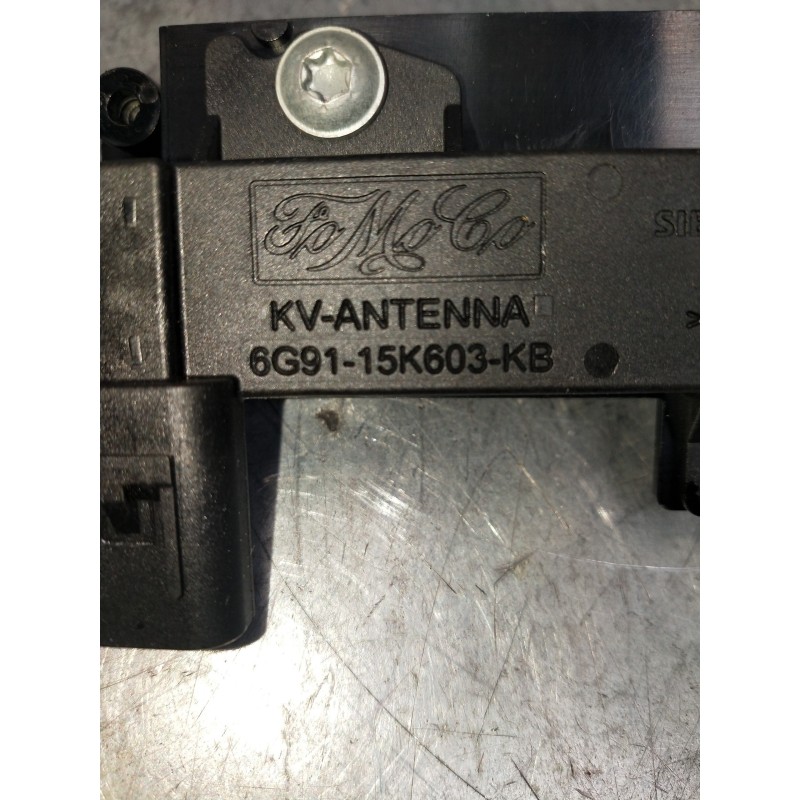 FoMoCo
KV-ANTENNA
6G91-15K603-KB